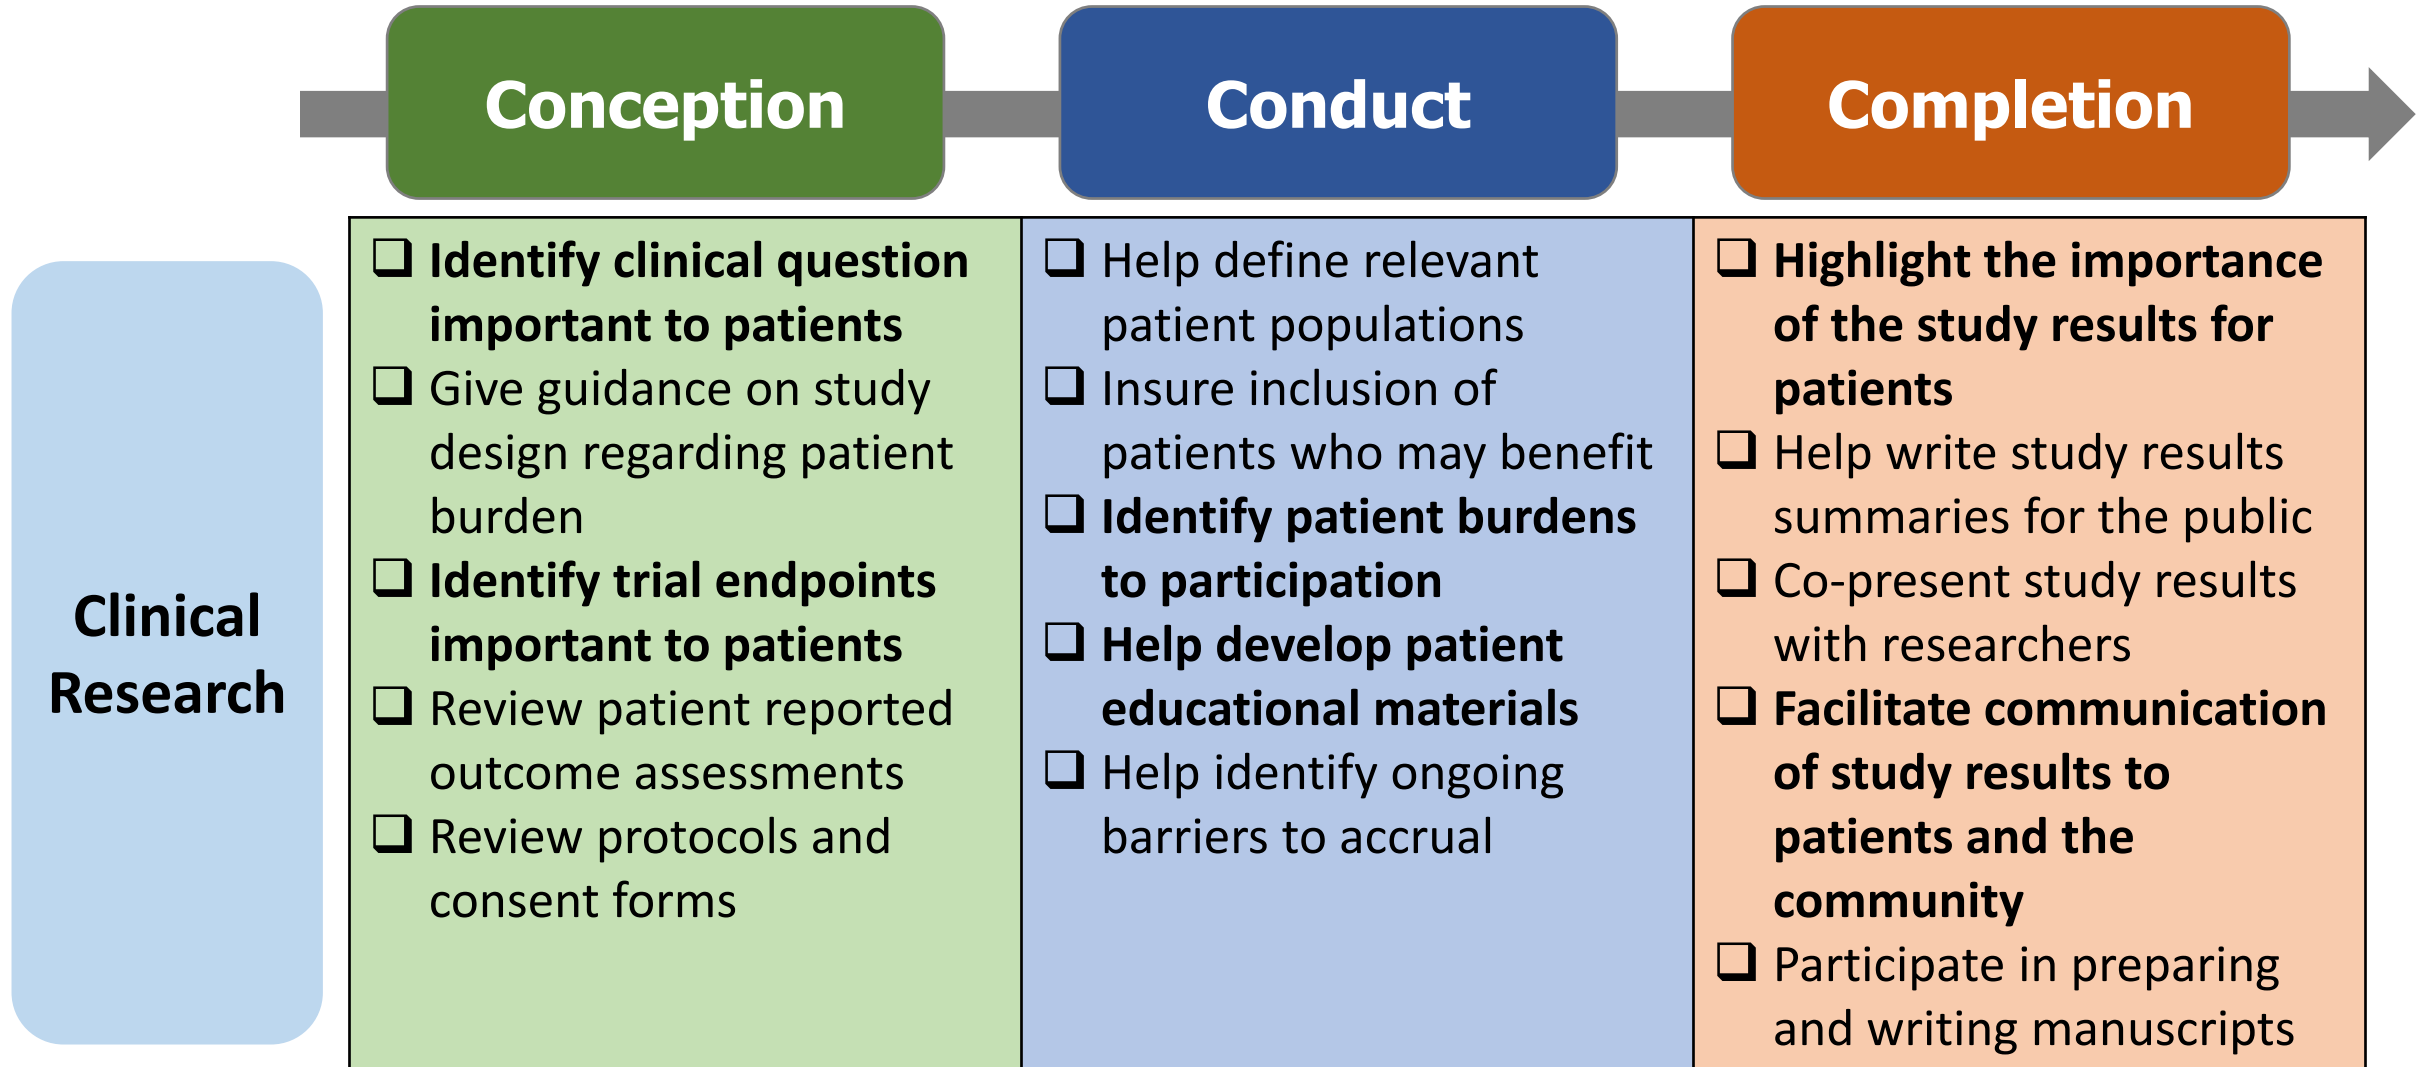 Conception
Conduct
Completion
Clinical
Research
❑ Identify clinical question
important to patients
❑ Give guidance on study
design regarding patient
burden
❑ Identify trial endpoints
important to patients
❑ Review patient reported
outcome assessments
❑ Review protocols and
consent forms
❑ Help define relevant
patient populations
❑ Insure inclusion of
patients who may benefit
❑ Identify patient burdens
to participation
❑ Help develop patient
educational materials
❑ Help identify ongoing
barriers to accrual
❑ Highlight the importance
of the study results for
patients
❑ Help write study results
summaries for the public
❑ Co-present study results
with researchers
❑ Facilitate communication
of study results to
patients and the
community
❑ Participate in preparing
and writing manuscripts